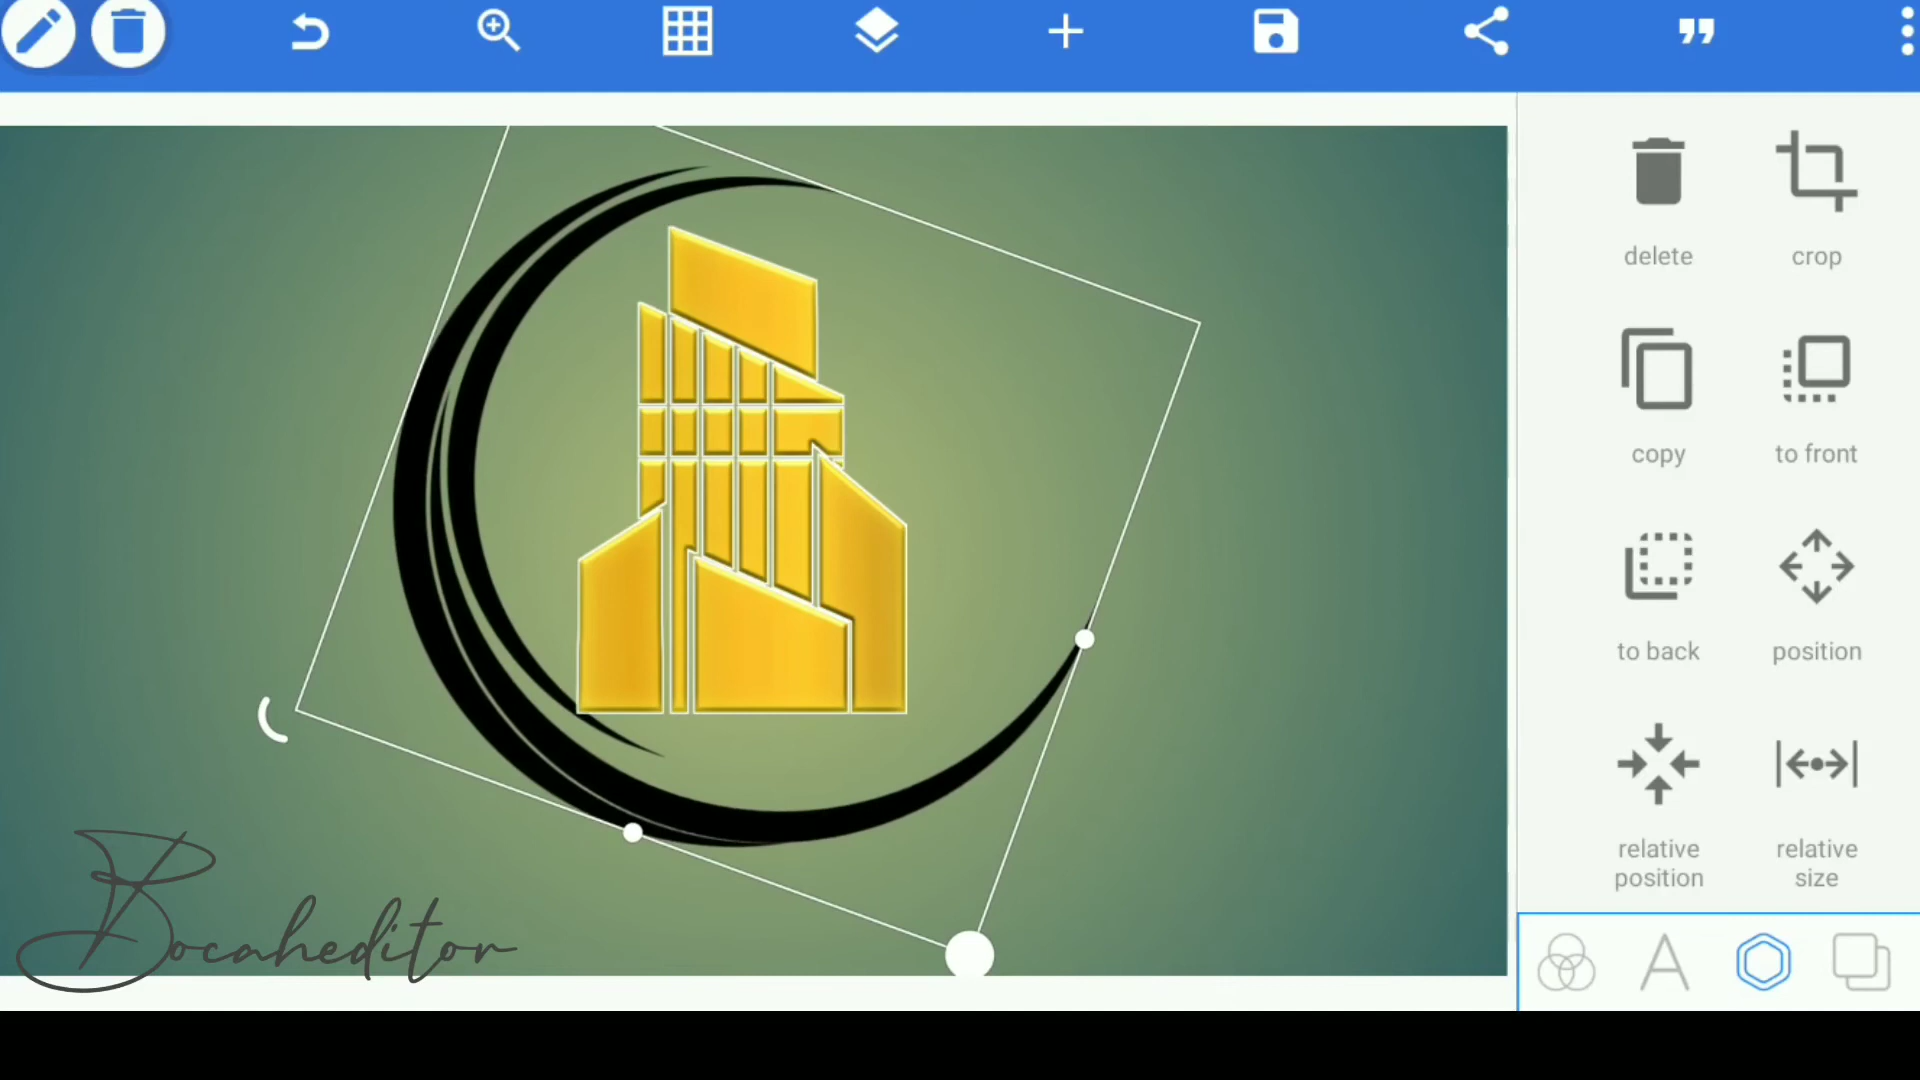 delete
crop
copy
to front
to back
position
relative
position
relative
size
Bocaheditor